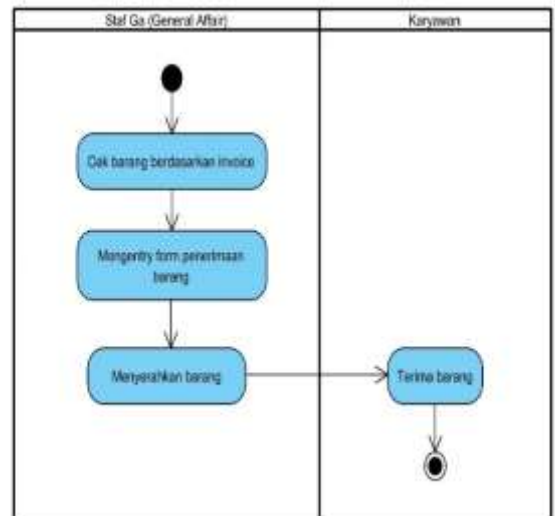 Staf Ga (General Affair)
Karyawan
Cek barang berdasarkan invoice
Mengentry form penerimaan
barang
Menyerahkan barang
Terima barang